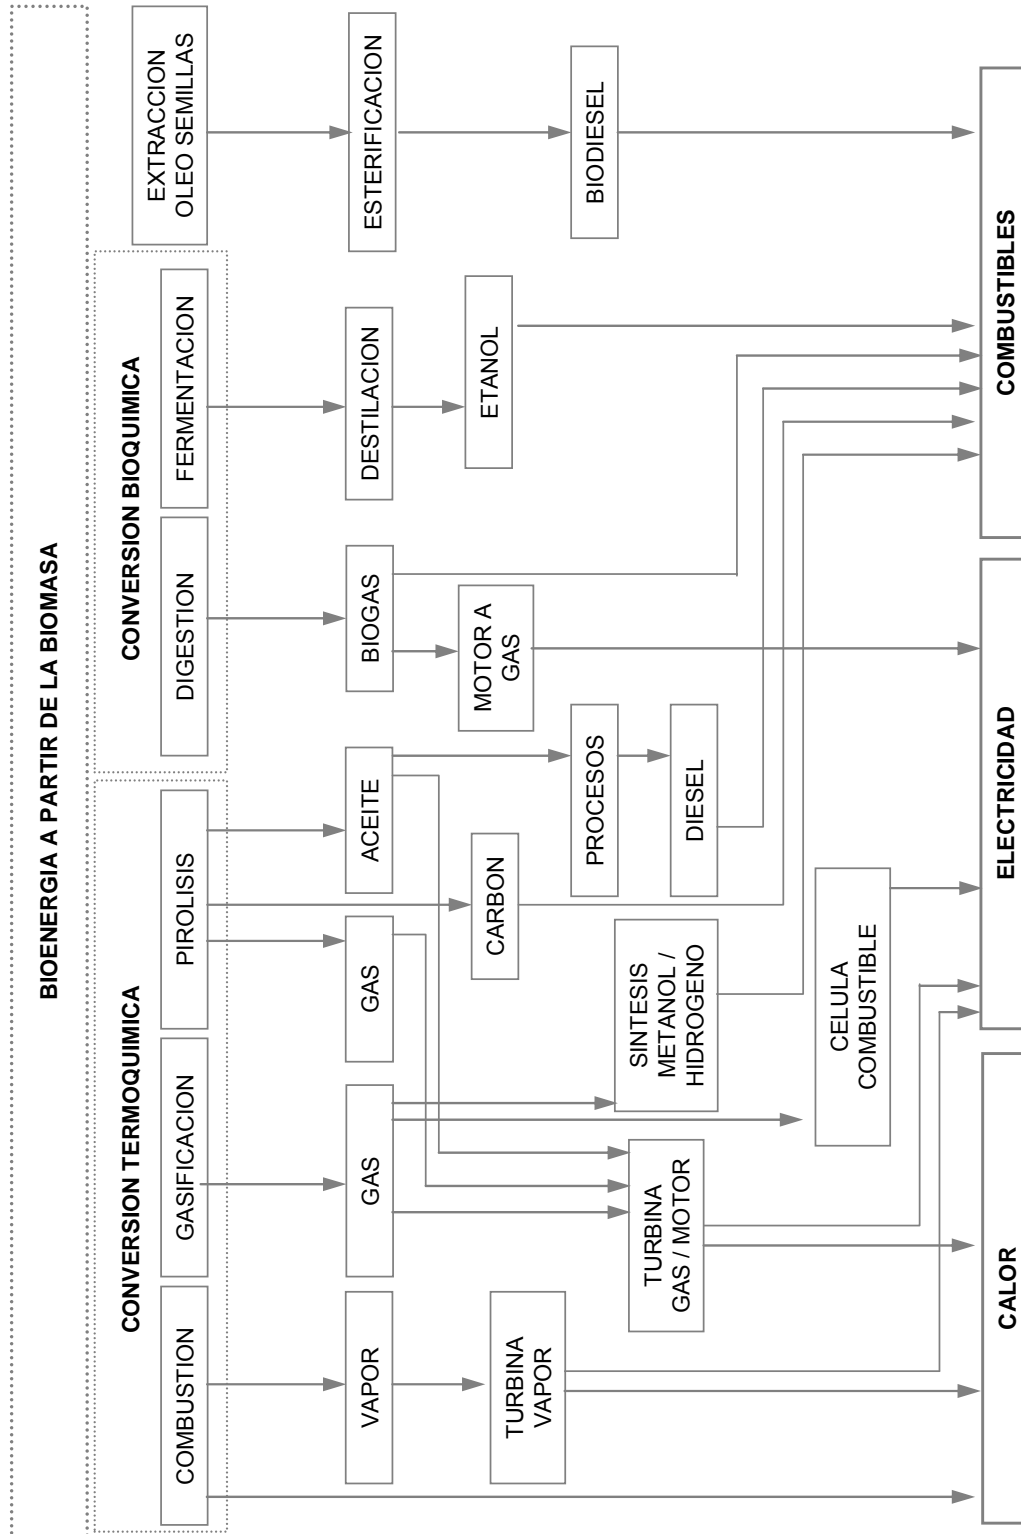 BIOENERGIA A PARTIR DE LA BIOMASA
CONVERSION TERMOQUIMICA
CONVERSION BIOQUIMICA
COMBUSTION
GASIFICACION
PIROLISIS
DIGESTION
FERMENTACION
EXTRACCION
OLEO SEMILLAS
VAPOR
GAS
GAS
ACEITE
BIOGAS
DESTILACION
ESTERIFICACION
TURBINA
VAPOR
CARBON
MOTOR A
GAS
ETANOL
TURBINA
GAS / MOTOR
SINTESIS
METANOL /
HIDROGENO
PROCESOS
BIODIESEL
DIESEL
CELULA
COMBUSTIBLE
CALOR
ELECTRICIDAD
COMBUSTIBLES